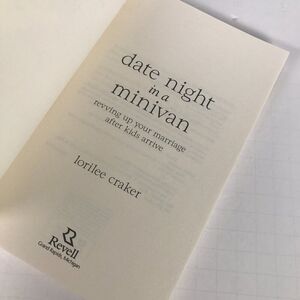 date night
in a
minivan
revving up your marriage
after kids arrive
lorilee craker
Revell
Grand Rapids, Michigan